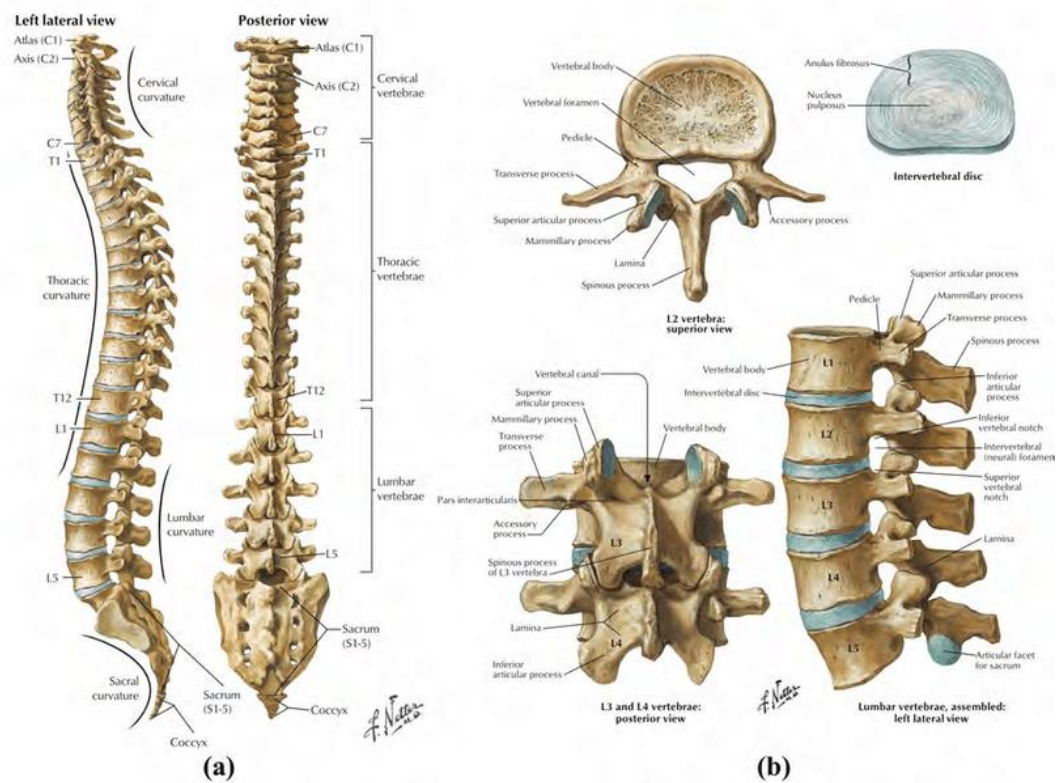 Left lateral view
Posterior view
Atlas (C1)
Axis (C2)
Cervical
curvature
C7
T1
Thoracic
curvature
T12
L1
Lumbar
curvature
L5
Sacral
curvature
Sacrum
(S1-5)
Coccyx
Atlas (C1)
Axis (C2)
Cervical
vertebrae
C7
T1
Thoracic
vertebrae
T12
L1
Lumbar
vertebrae
L5
Sacrum
(S1-5)
Coccyx
F. Netter
M.D.
(a)
Vertebral body
Vertebral foramen
Pedicle
Transverse process
Superior articular process
Mammillary process
Lamina
Spinous process
Accessory process
L2 vertebra:
superior view
Anulus fibrosus
Nucleus
pulposus
Intervertebral disc
Vertebral canal
Superior
articular process
Mammillary process
Transverse
process
Vertebral body
Pars interarticularis
Accessory
process
L3
Spinous process
of L3 vertebra
Lamina
L4
Inferior
articular process
L3 and L4 vertebrae:
posterior view
Superior articular process
Pedicle
Mammillary process
Transverse process
Spinous process
Vertebral body
L1
Intervertebral disc
Inferior
articular
process
L2
Inferior
vertebral notch
Intervertebral
(neural) foramen
Superior
vertebral
notch
L3
Lamina
L4
L5
Articular facet
for sacrum
F. Netter
M.D.
Lumbar vertebrae, assembled:
left lateral view
(b)